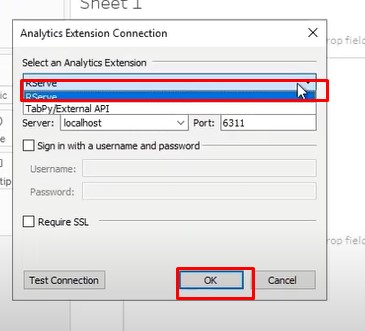 Sheet 1
Analytics Extension Connection
Select an Analytics Extension
RServe
RServe
TabPy/External API
Server: localhost Port: 6311
Sign in with a username and password
Username:
Password:
Require SSL
Test Connection OK Cancel
rop field
rop field
ic
tip